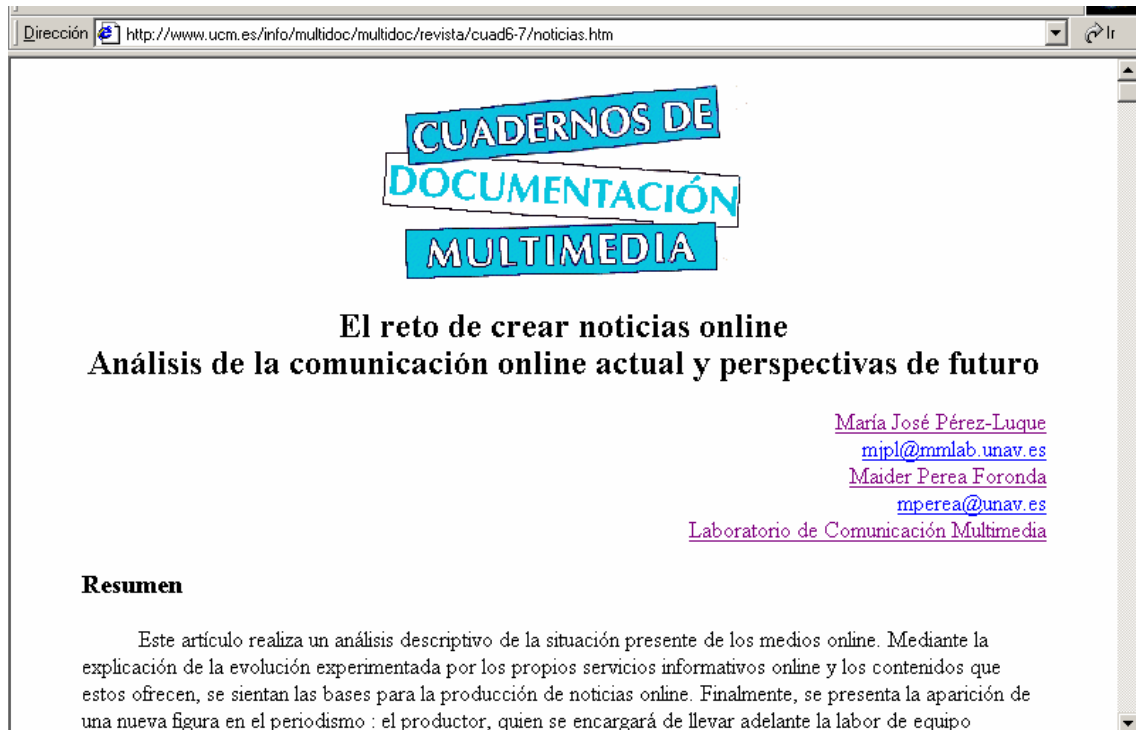 Dirección http://www.ucm.es/info/multidoc/multidoc/revista/cuad6-7/noticias.htm Ir
CUADERNOS DE
DOCUMENTACIÓN
MULTIMEDIA
El reto de crear noticias online
Análisis de la comunicación online actual y perspectivas de futuro
María José Pérez-Luque
mjpl@mmlab.unav.es
Maider Perea Foronda
mperea@unav.es
Laboratorio de Comunicación Multimedia
Resumen
Este artículo realiza un análisis descriptivo de la situación presente de los medios online. Mediante la
explicación de la evolución experimentada por los propios servicios informativos online y los contenidos que
estos ofrecen, se sientan las bases para la producción de noticias online. Finalmente, se presenta la aparición de
una nueva figura en el periodismo : el productor, quien se encargará de llevar adelante la labor de equipo